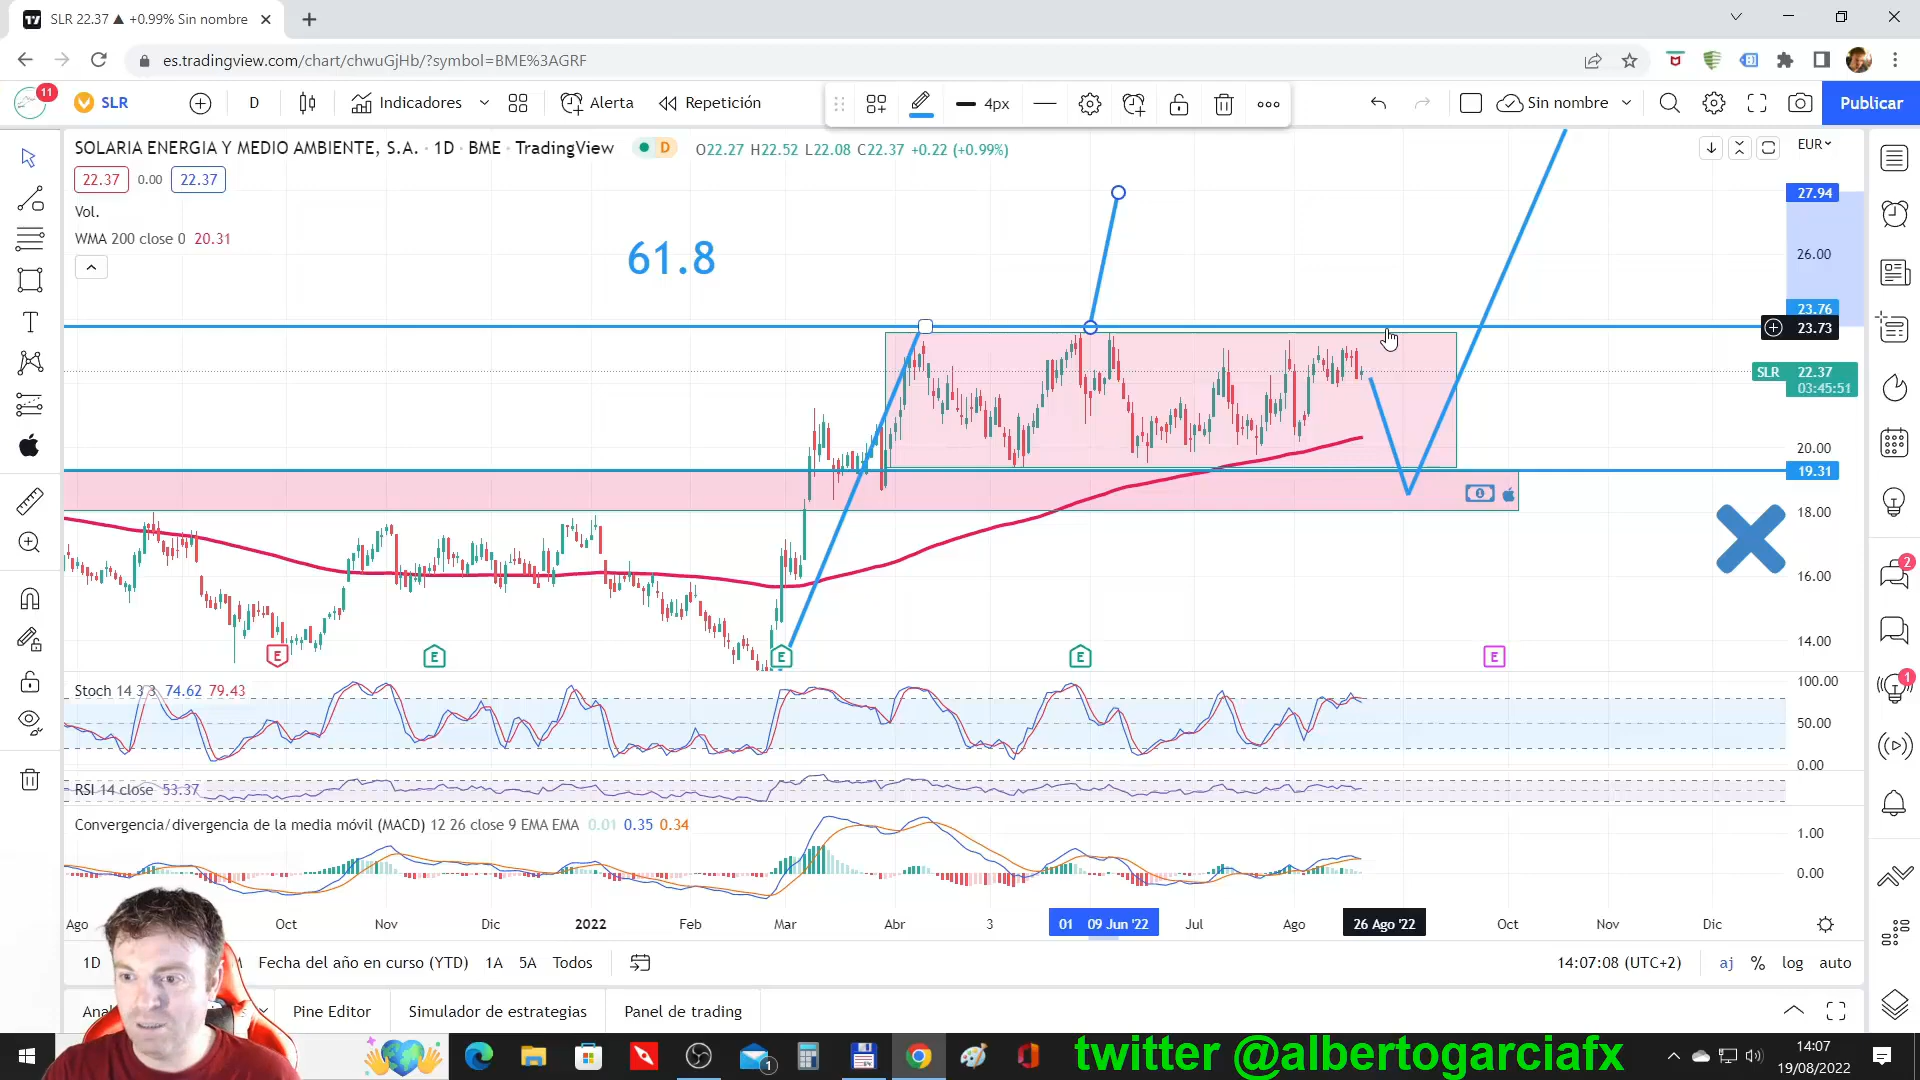 SLR 22.37 ▲ +0.99% Sin nombre
es.tradingview.com/chart/chwuGjHb/?symbol=BME%3AGRF
11
SLR
D
Indicadores
Alerta
Repetición
4px
Sin nombre
Publicar
SOLARIA ENERGIA Y MEDIO AMBIENTE, S.A. · 1D · BME · TradingView
D
O22.27 H22.52 L22.08 C22.37 +0.22 (+0.99%)
EUR
22.37 0.00 22.37
27.94
Vol.
WMA 200 close 0 20.31
61.8
26.00
23.76
23.73
SLR 22.37
03:45:51
20.00
19.31
18.00
16.00
14.00
E
E
E
E
E
2
1
Stoch 14 3 3 74.62 79.43
100.00
50.00
0.00
RSI 14 close 53.37
Convergencia/divergencia de la media móvil (MACD) 12 26 close 9 EMA EMA 0.01 0.35 0.34
1.00
0.00
Ago Oct Nov Dic 2022 Feb Mar Abr 3 01 09 Jun '22 Jul Ago 26 Ago '22 Oct Nov Dic
1D Fecha del año en curso (YTD) 1A 5A Todos
14:07:08 (UTC+2) aj % log auto
Pine Editor Simulador de estrategias Panel de trading
1
twitter @albertogarciafx
14:07
19/08/2022